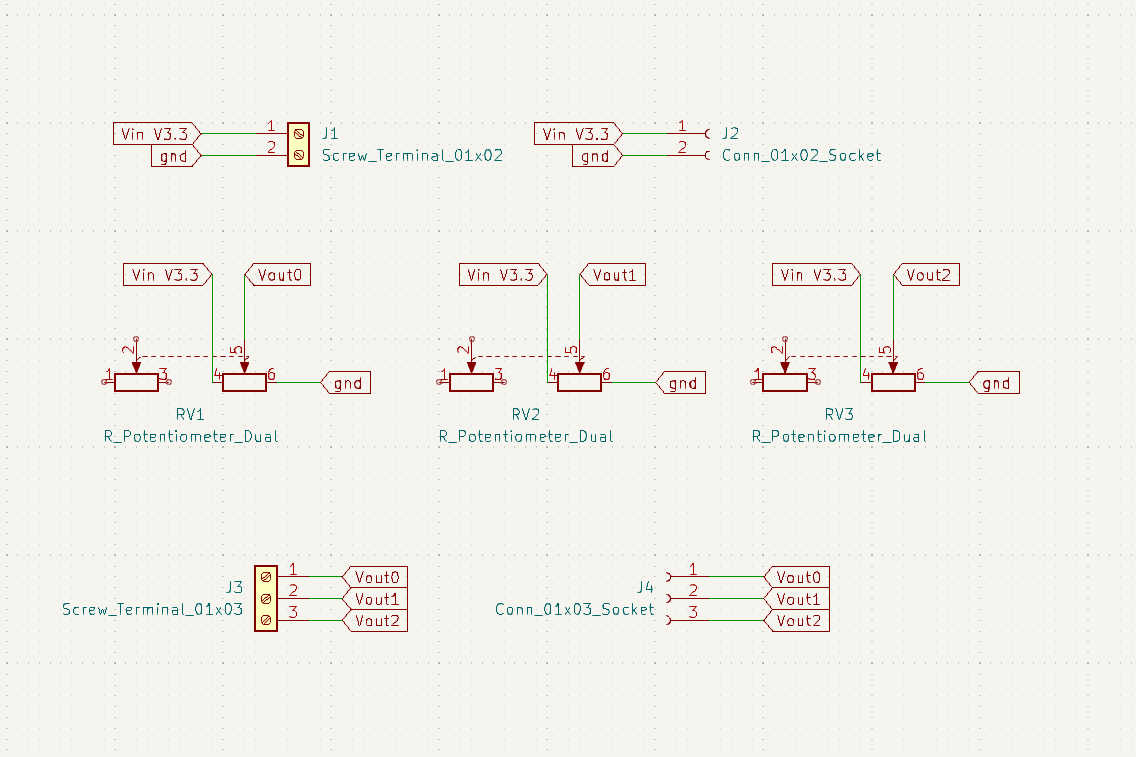 Vin V3.3 1 J1
gnd 2 Screw_Terminal_01x02
Vin V3.3 1 J2
gnd 2 Conn_01x02_Socket
Vin V3.3 Vout0
2 5
1 3 4 6 gnd
RV1
R_Potentiometer_Dual
Vin V3.3 Vout1
2 5
1 3 4 6 gnd
RV2
R_Potentiometer_Dual
Vin V3.3 Vout2
2 5
1 3 4 6 gnd
RV3
R_Potentiometer_Dual
J3
Screw_Terminal_01x03
1 Vout0
2 Vout1
3 Vout2
J4
Conn_01x03_Socket
1 Vout0
2 Vout1
3 Vout2